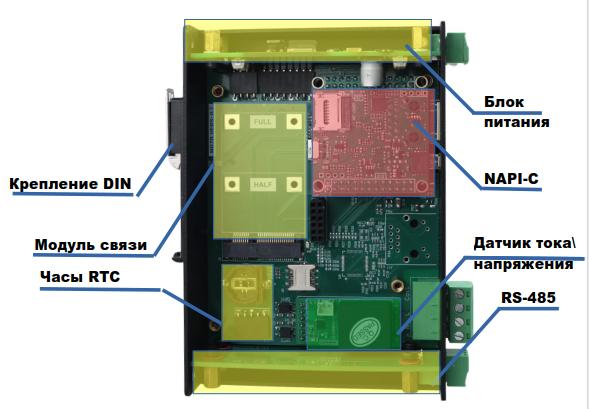 Блок
питания
FULL
NAPI-C
Крепление DIN
HALF
Модуль связи
Датчик тока\
напряжения
Часы RTC
RS-485